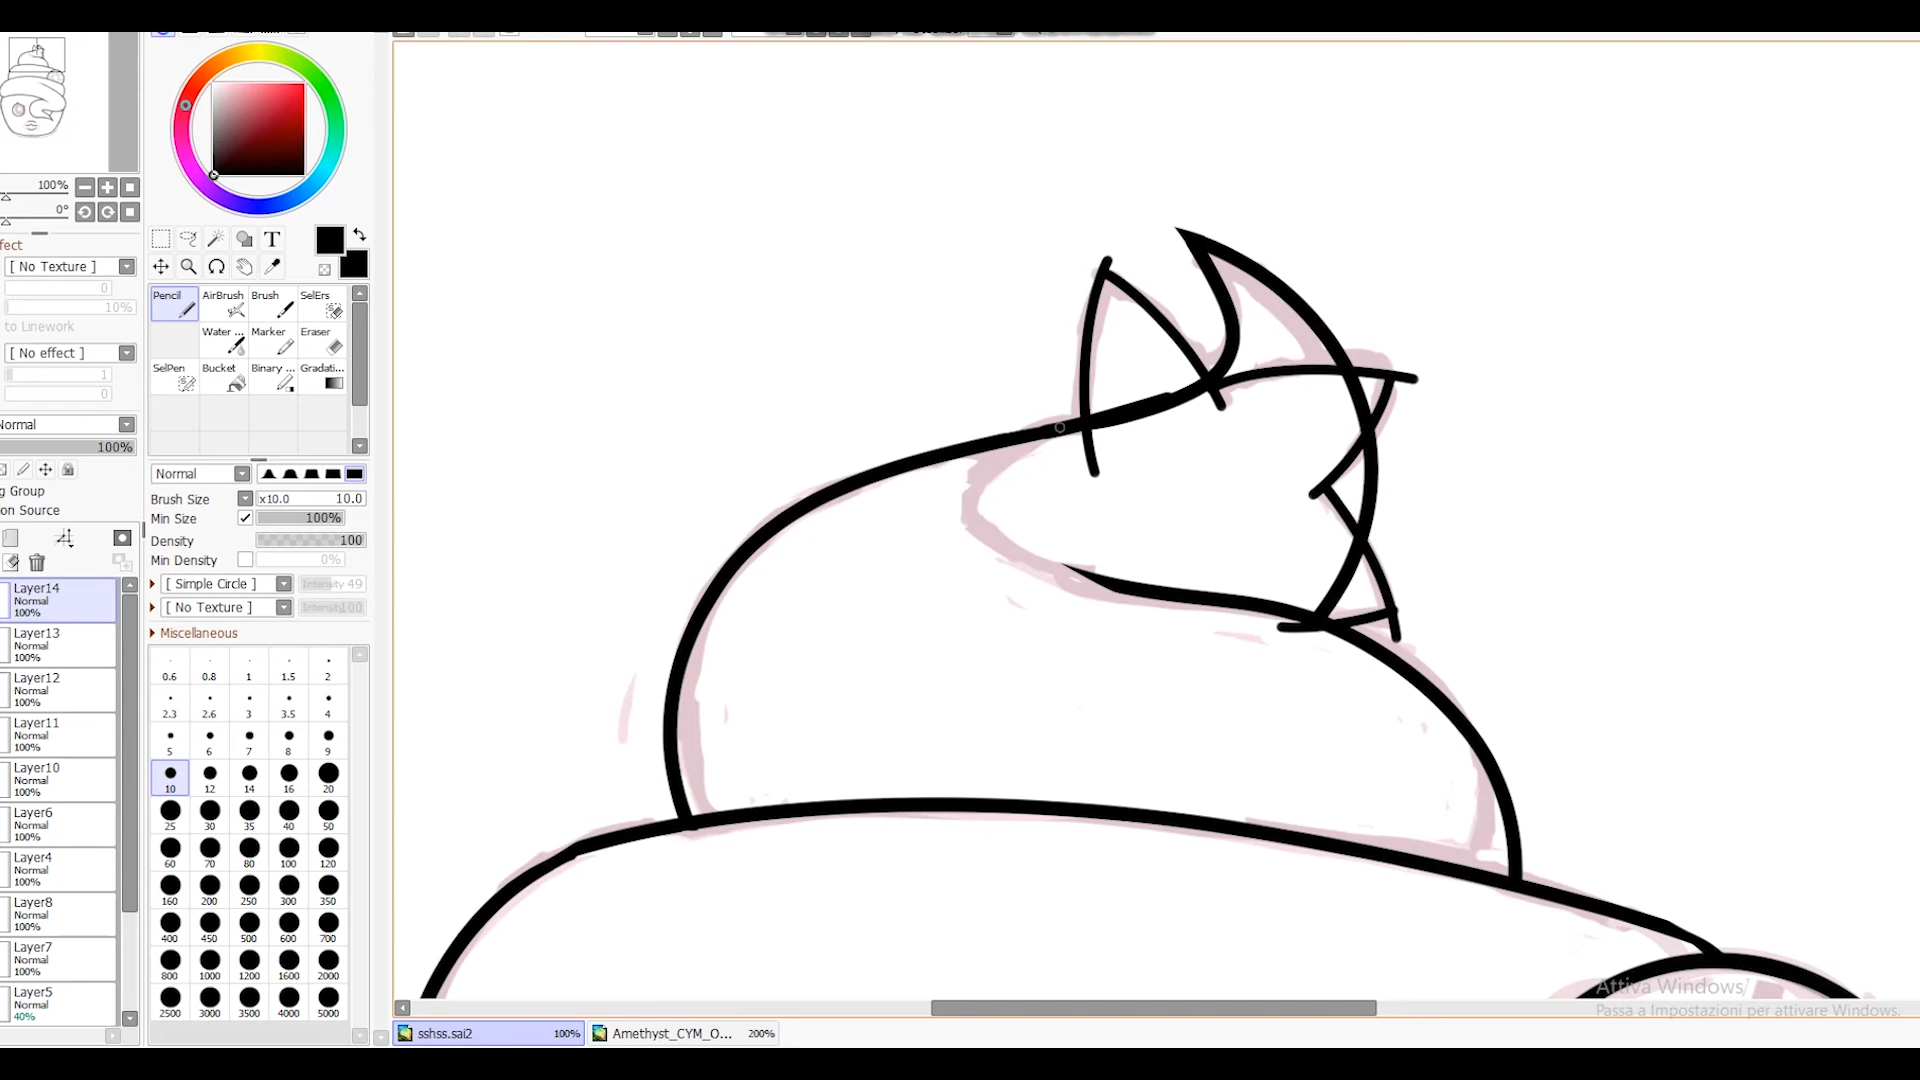 100%
0°
fect
[ No Texture ]
0
10%
to Linework
[ No effect ]
1
0
ormal
100%
g Group
on Source
Layer14
Normal
100%
Layer13
Normal
100%
Layer12
Normal
100%
Layer11
Normal
100%
Layer10
Normal
100%
Layer6
Normal
100%
Layer4
Normal
100%
Layer8
Normal
100%
Layer7
Normal
100%
Layer5
Normal
40%
T
Pencil AirBrush Brush SelErs
Water ... Marker Eraser
SelPen Bucket Binary ... Gradati...
Normal
Brush Size x10.0 10.0
Min Size 100%
Density 100
Min Density 0%
[ Simple Circle ] Intensity 49
[ No Texture ] Intensity 100
Miscellaneous
0.6 0.8 1 1.5 2
2.3 2.6 3 3.5 4
5 6 7 8 9
10 12 14 16 20
25 30 35 40 50
60 70 80 100 120
160 200 250 300 350
400 450 500 600 700
800 1000 1200 1600 2000
2500 3000 3500 4000 5000
Attiva Windows
Passa a Impostazioni per attivare Windows.
sshss.sai2 100% Amethyst_CYM_O... 200%